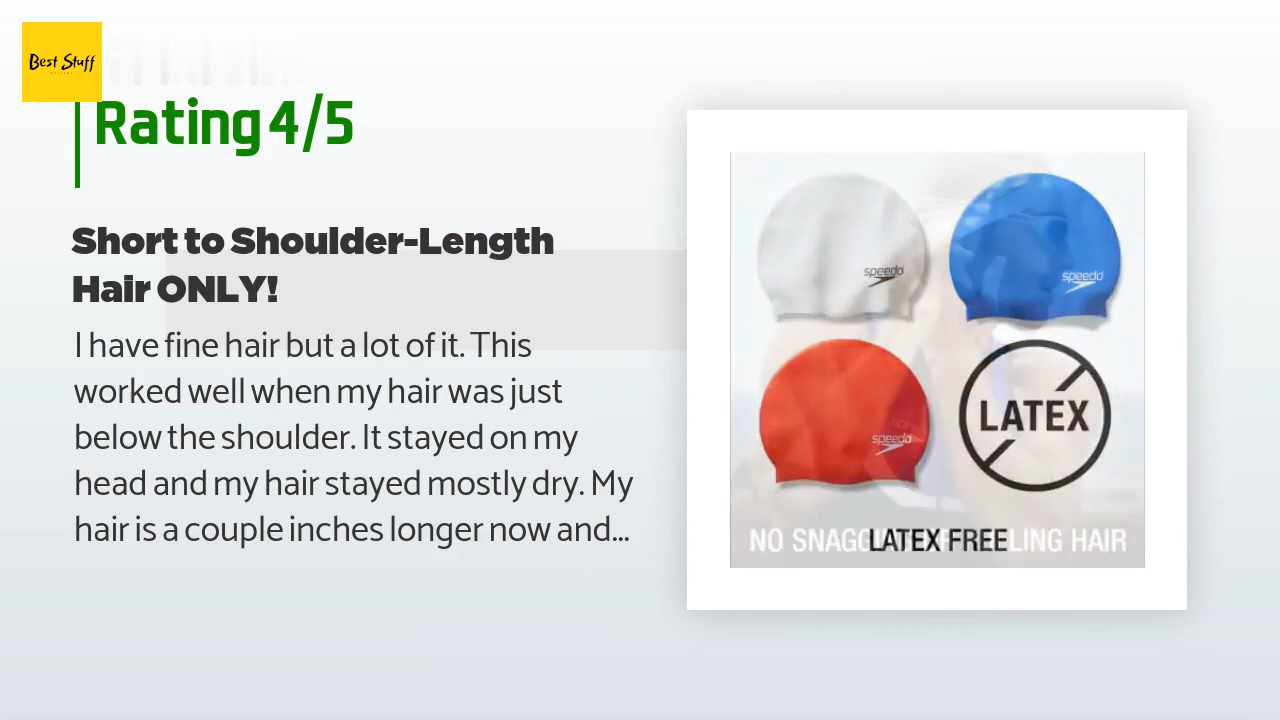 Best Stuff
Rating 4/5
Short to Shoulder-Length
Hair ONLY!
I have fine hair but a lot of it. This
worked well when my hair was just
below the shoulder. It stayed on my
head and my hair stayed mostly dry. My
hair is a couple inches longer now and...
speedo
speedo
speedo
LATEX
NO SNAGGING
LATEX FREE
HAIR